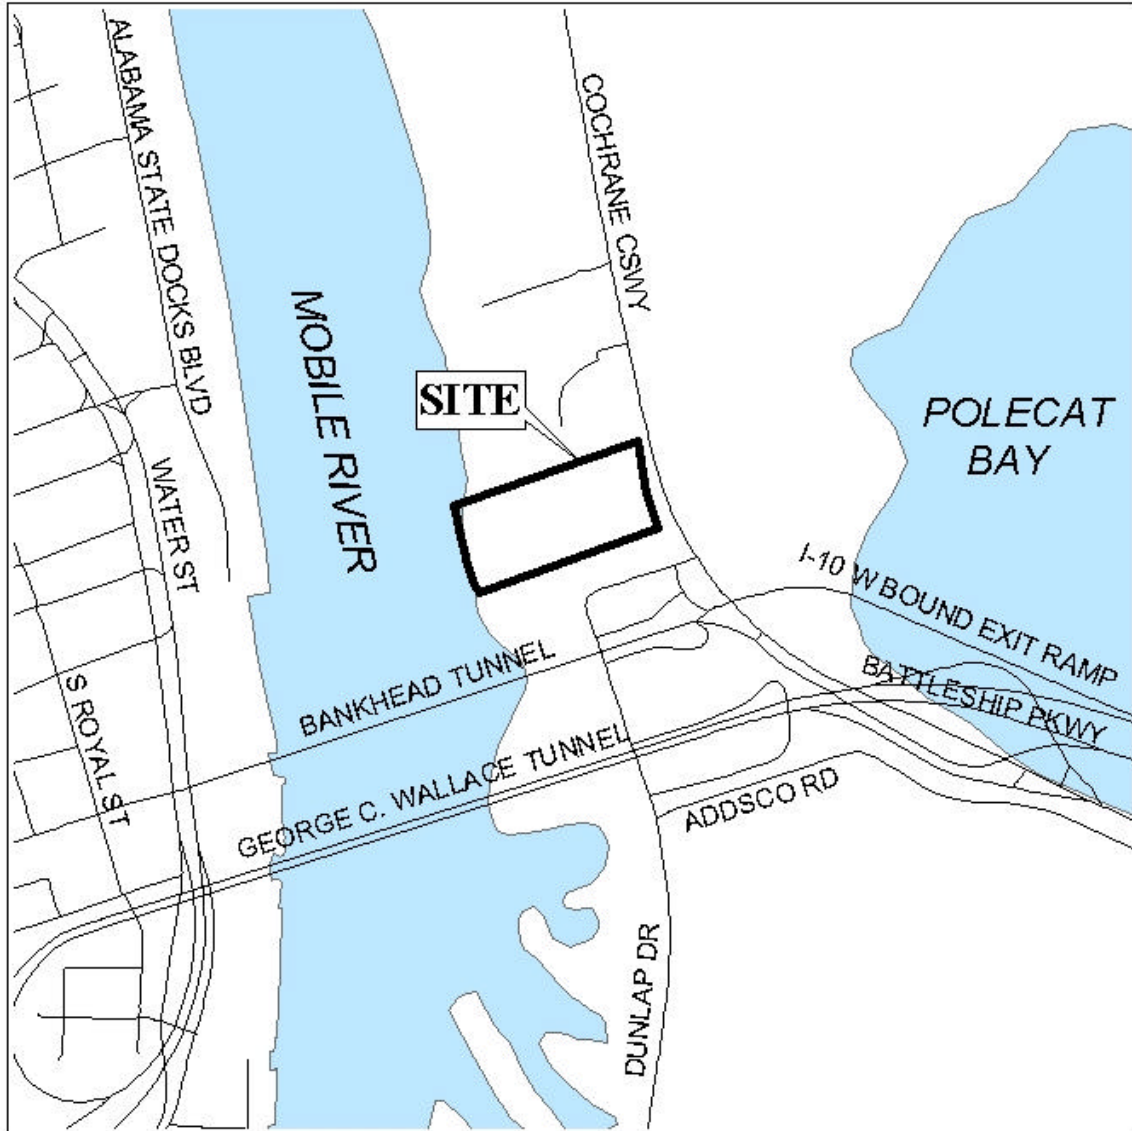 ALABAMA STATE DOCKS BLVD
COCHRANE CSWY
MOBILE RIVER
SITE
POLECAT
BAY
WATER ST
I-10 W BOUND EXIT RAMP
BANKHEAD TUNNEL
BATTLESHIP PKWY
S ROYAL ST
GEORGE C. WALLACE TUNNEL
ADDSCO RD
DUNLAP DR